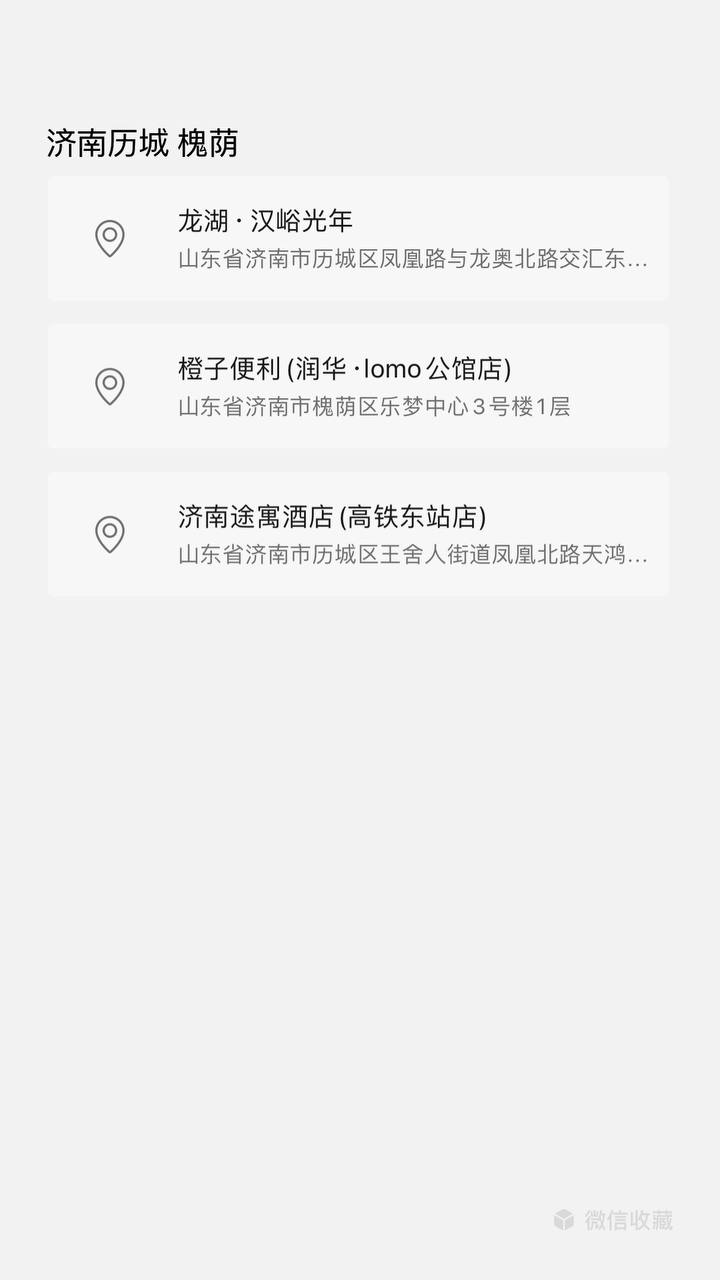 济南历城 槐荫
龙湖 · 汉峪光年
山东省济南市历城区凤凰路与龙奥北路交汇东...
橙子便利 (润华 ·lomo 公馆店)
山东省济南市槐荫区乐梦中心 3 号楼 1 层
济南途寓酒店 (高铁东站店)
山东省济南市历城区王舍人街道凤凰北路天鸿...
微信收藏